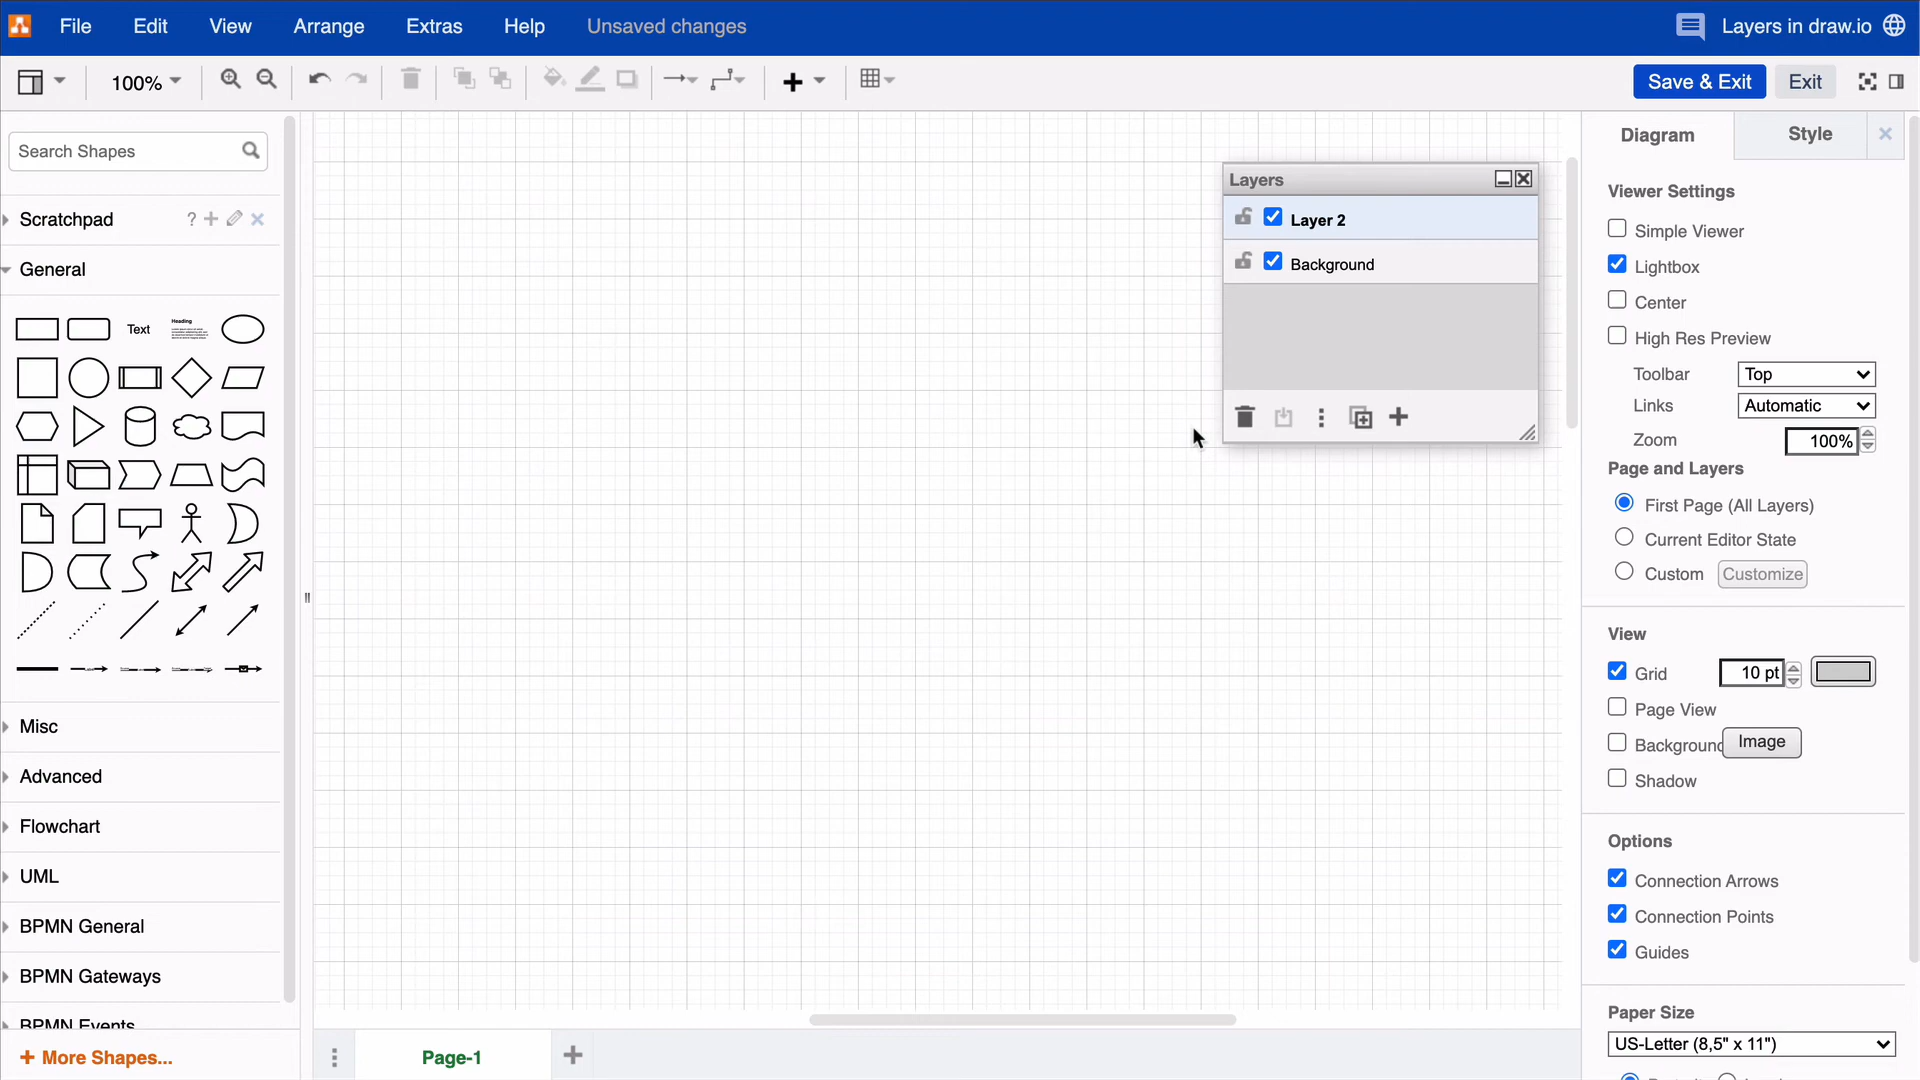 File Edit View Arrange Extras Help Unsaved changes Layers in draw.io
100% Save & Exit Exit
Search Shapes
Scratchpad ?
General
Text Heading
Misc
Advanced
Flowchart
UML
BPMN General
BPMN Gateways
BPMN Events
+ More Shapes...
Layers
Layer 2
Background
Page-1
Diagram Style
Viewer Settings
Simple Viewer
Lightbox
Center
High Res Preview
Toolbar Top
Links Automatic
Zoom 100%
Page and Layers
First Page (All Layers)
Current Editor State
Custom Customize
View
Grid 10 pt
Page View
Background Image
Shadow
Options
Connection Arrows
Connection Points
Guides
Paper Size
US-Letter (8,5" x 11")